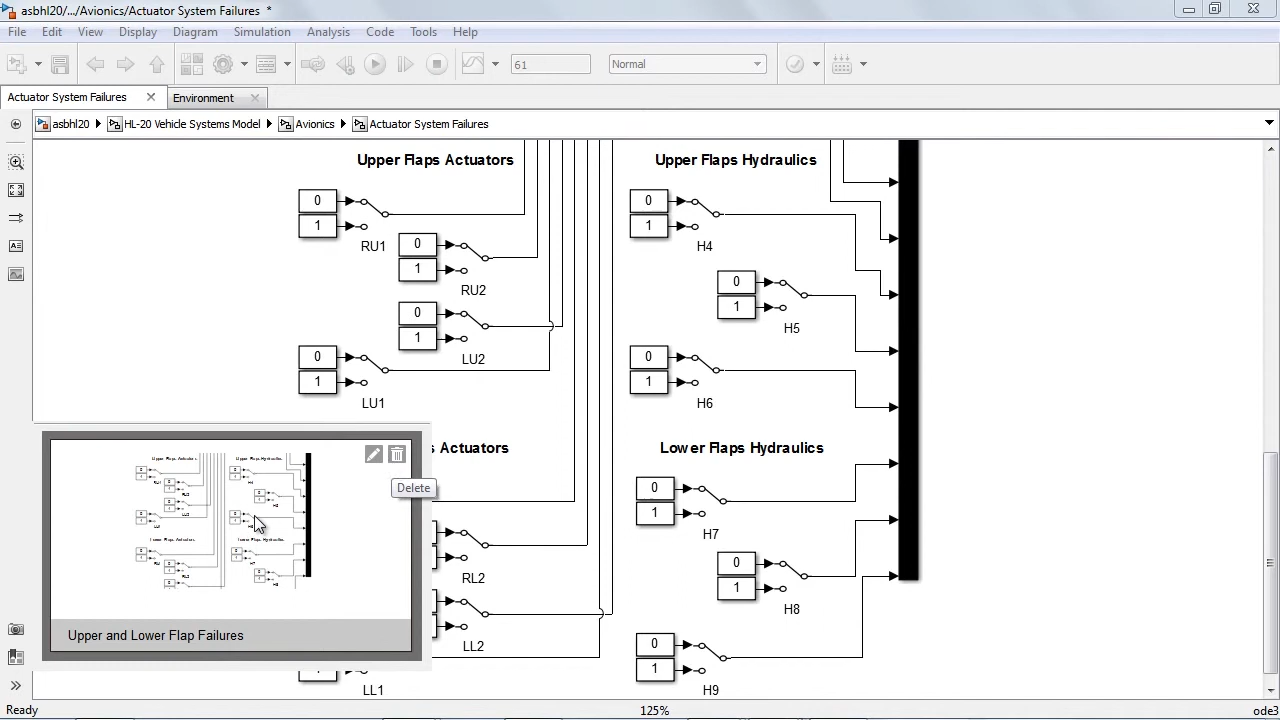 asbhl20/.../Avionics/Actuator System Failures *
File Edit View Display Diagram Simulation Analysis Code Tools Help
61 Normal
Actuator System Failures Environment
asbhl20 HL-20 Vehicle Systems Model Avionics Actuator System Failures
Upper Flaps Actuators Upper Flaps Hydraulics
0 0
1 1
RU1 H4
0
1
RU2
0
1
H5
0
1
LU2
0 0
1 1
LU1 H6
s Actuators Lower Flaps Hydraulics
Delete
0
1
H7
RL2
0
1
H8
LL2
0
1
LL1 H9
Upper and Lower Flap Failures
Ready 125% ode3